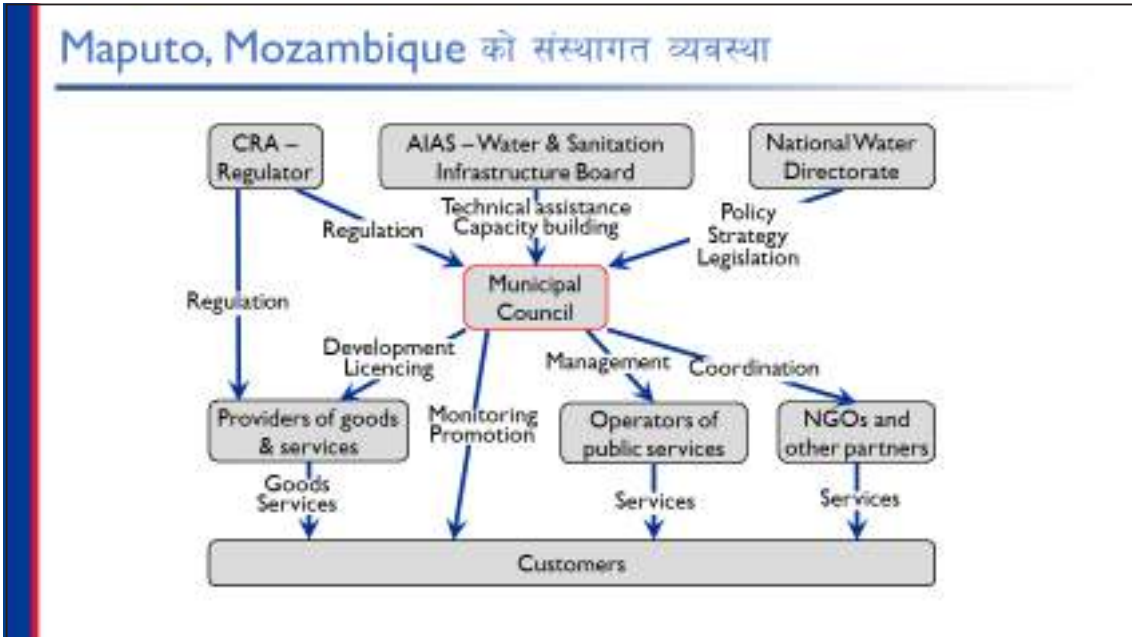 Maputo, Mozambique को संस्थागत व्यवस्था
CRA –
Regulator
AIAS – Water & Sanitation
Infrastructure Board
National Water
Directorate
Regulation
Technical assistance
Capacity building
Policy
Strategy
Legislation
Municipal
Council
Regulation
Development
Licencing
Management
Coordination
Monitoring
Promotion
Providers of goods
& services
Operators of
public services
NGOs and
other partners
Goods
Services
Services
Services
Customers